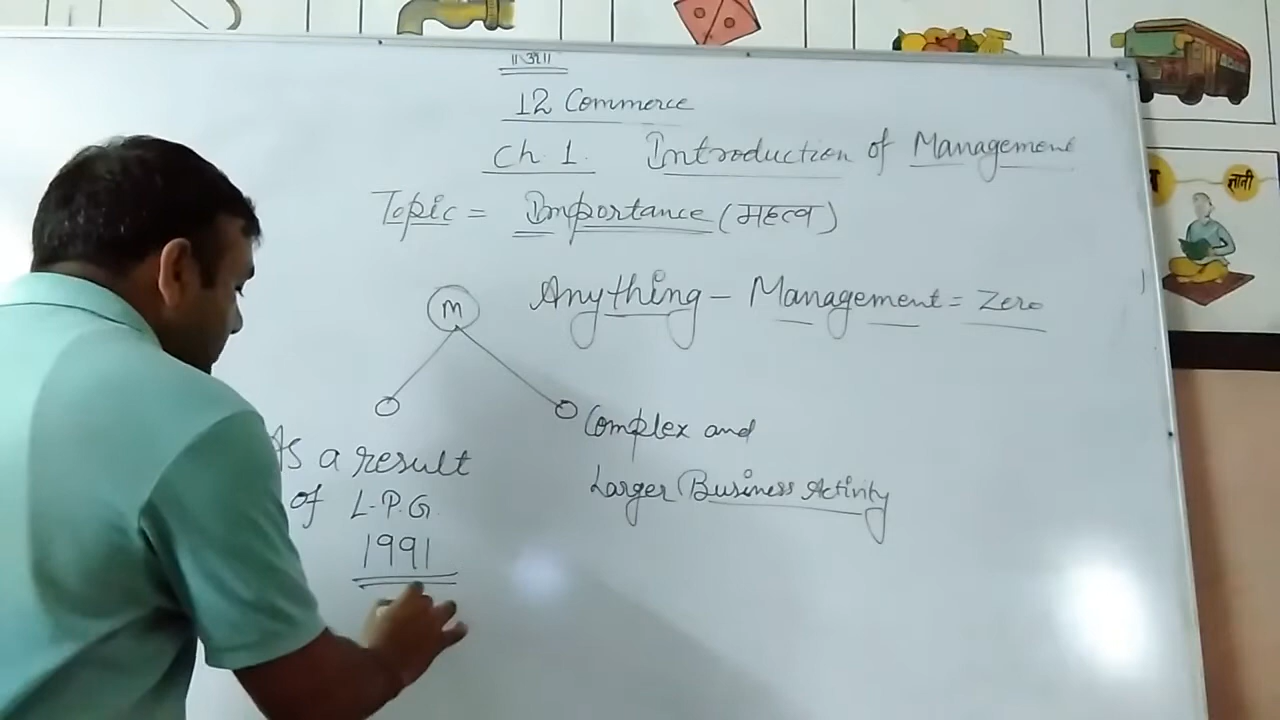 ॥ श्री ॥
12 Commerce
Ch 1. Introduction of Management
Topic = Importance (महत्व)
Anything - Management = Zero
M
As a result
of L.P.G.
1991
Complex and
Larger Business Activity
ज्ञानी